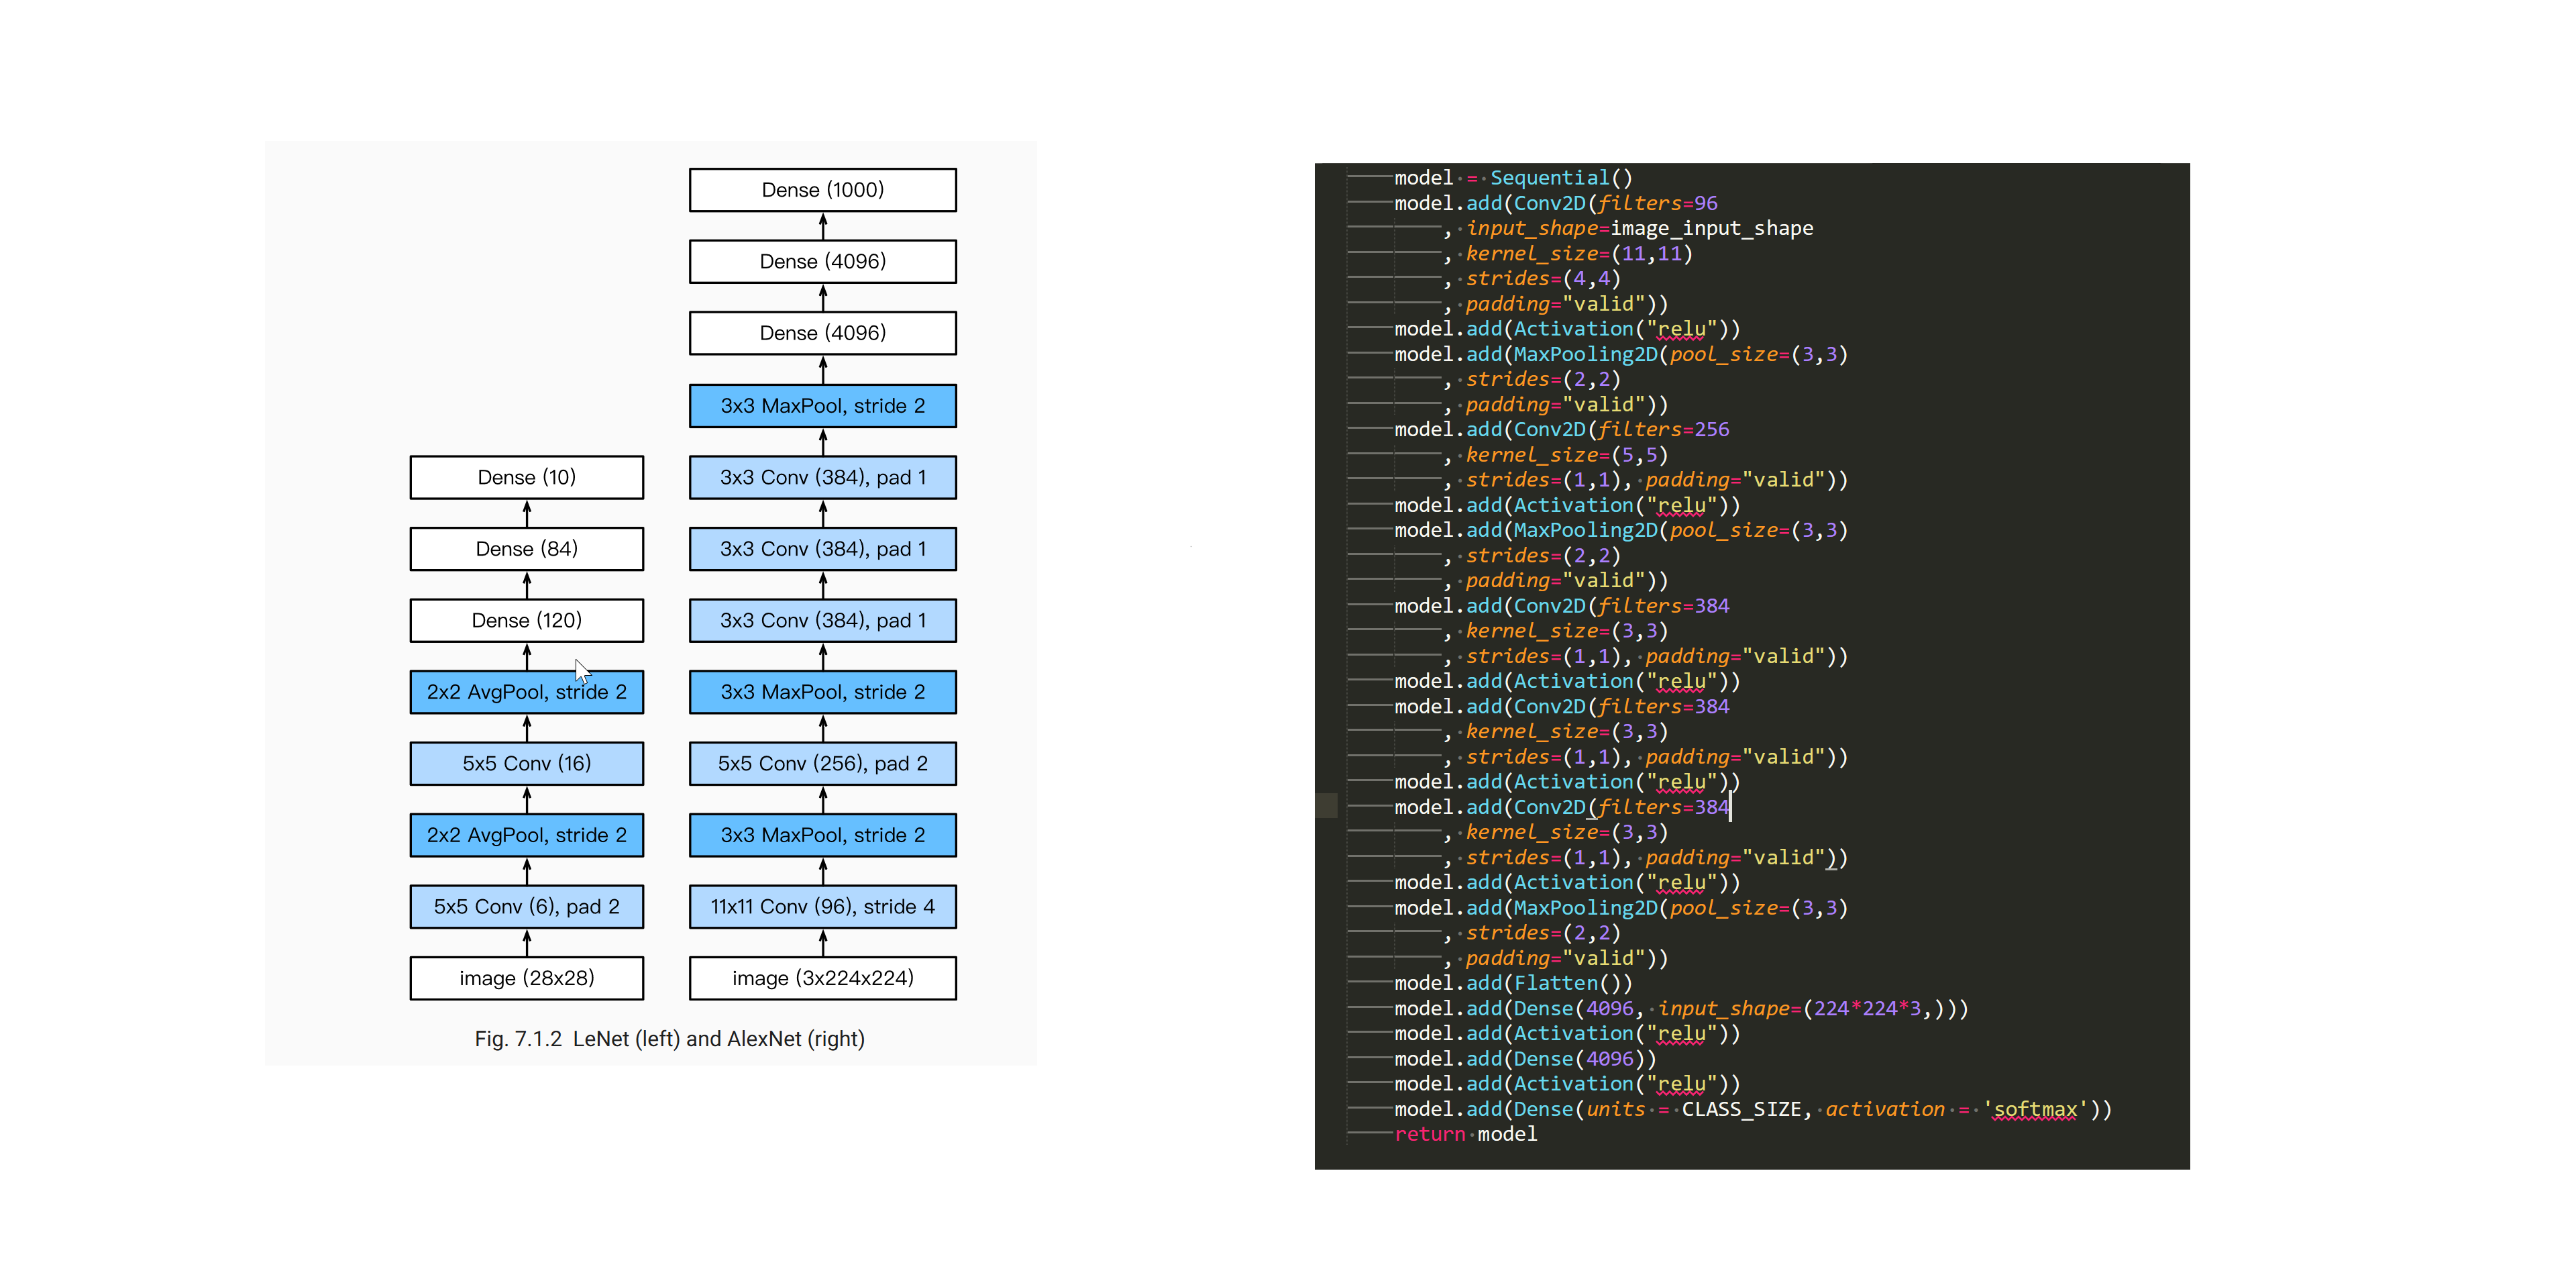 Dense (1000)
Dense (4096)
Dense (4096)
3x3 MaxPool, stride 2
Dense (10)
3x3 Conv (384), pad 1
Dense (84)
3x3 Conv (384), pad 1
Dense (120)
3x3 Conv (384), pad 1
2x2 AvgPool, stride 2
3x3 MaxPool, stride 2
5x5 Conv (16)
5x5 Conv (256), pad 2
2x2 AvgPool, stride 2
3x3 MaxPool, stride 2
5x5 Conv (6), pad 2
11x11 Conv (96), stride 4
image (28x28)
image (3x224x224)
Fig. 7.1.2 LeNet (left) and AlexNet (right)
model = Sequential()
model.add(Conv2D(filters=96
, input_shape=image_input_shape
, kernel_size=(11,11)
, strides=(4,4)
, padding="valid"))
model.add(Activation("relu"))
model.add(MaxPooling2D(pool_size=(3,3)
, strides=(2,2)
, padding="valid"))
model.add(Conv2D(filters=256
, kernel_size=(5,5)
, strides=(1,1), padding="valid"))
model.add(Activation("relu"))
model.add(MaxPooling2D(pool_size=(3,3)
, strides=(2,2)
, padding="valid"))
model.add(Conv2D(filters=384
, kernel_size=(3,3)
, strides=(1,1), padding="valid"))
model.add(Activation("relu"))
model.add(Conv2D(filters=384
, kernel_size=(3,3)
, strides=(1,1), padding="valid"))
model.add(Activation("relu"))
model.add(Conv2D(filters=384
, kernel_size=(3,3)
, strides=(1,1), padding="valid"))
model.add(Activation("relu"))
model.add(MaxPooling2D(pool_size=(3,3)
, strides=(2,2)
, padding="valid"))
model.add(Flatten())
model.add(Dense(4096, input_shape=(224*224*3,)))
model.add(Activation("relu"))
model.add(Dense(4096))
model.add(Activation("relu"))
model.add(Dense(units = CLASS_SIZE, activation = 'softmax'))
return model